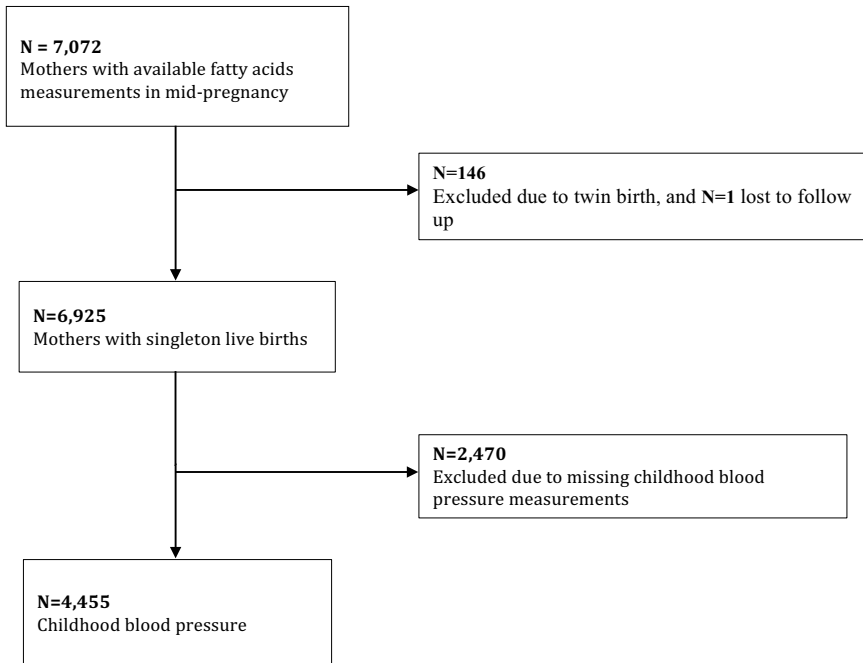 N = 7,072
Mothers with available fatty acids
measurements in mid-pregnancy
N=146
Excluded due to twin birth, and N=1 lost to follow
up
N=6,925
Mothers with singleton live births
N=2,470
Excluded due to missing childhood blood
pressure measurements
N=4,455
Childhood blood pressure